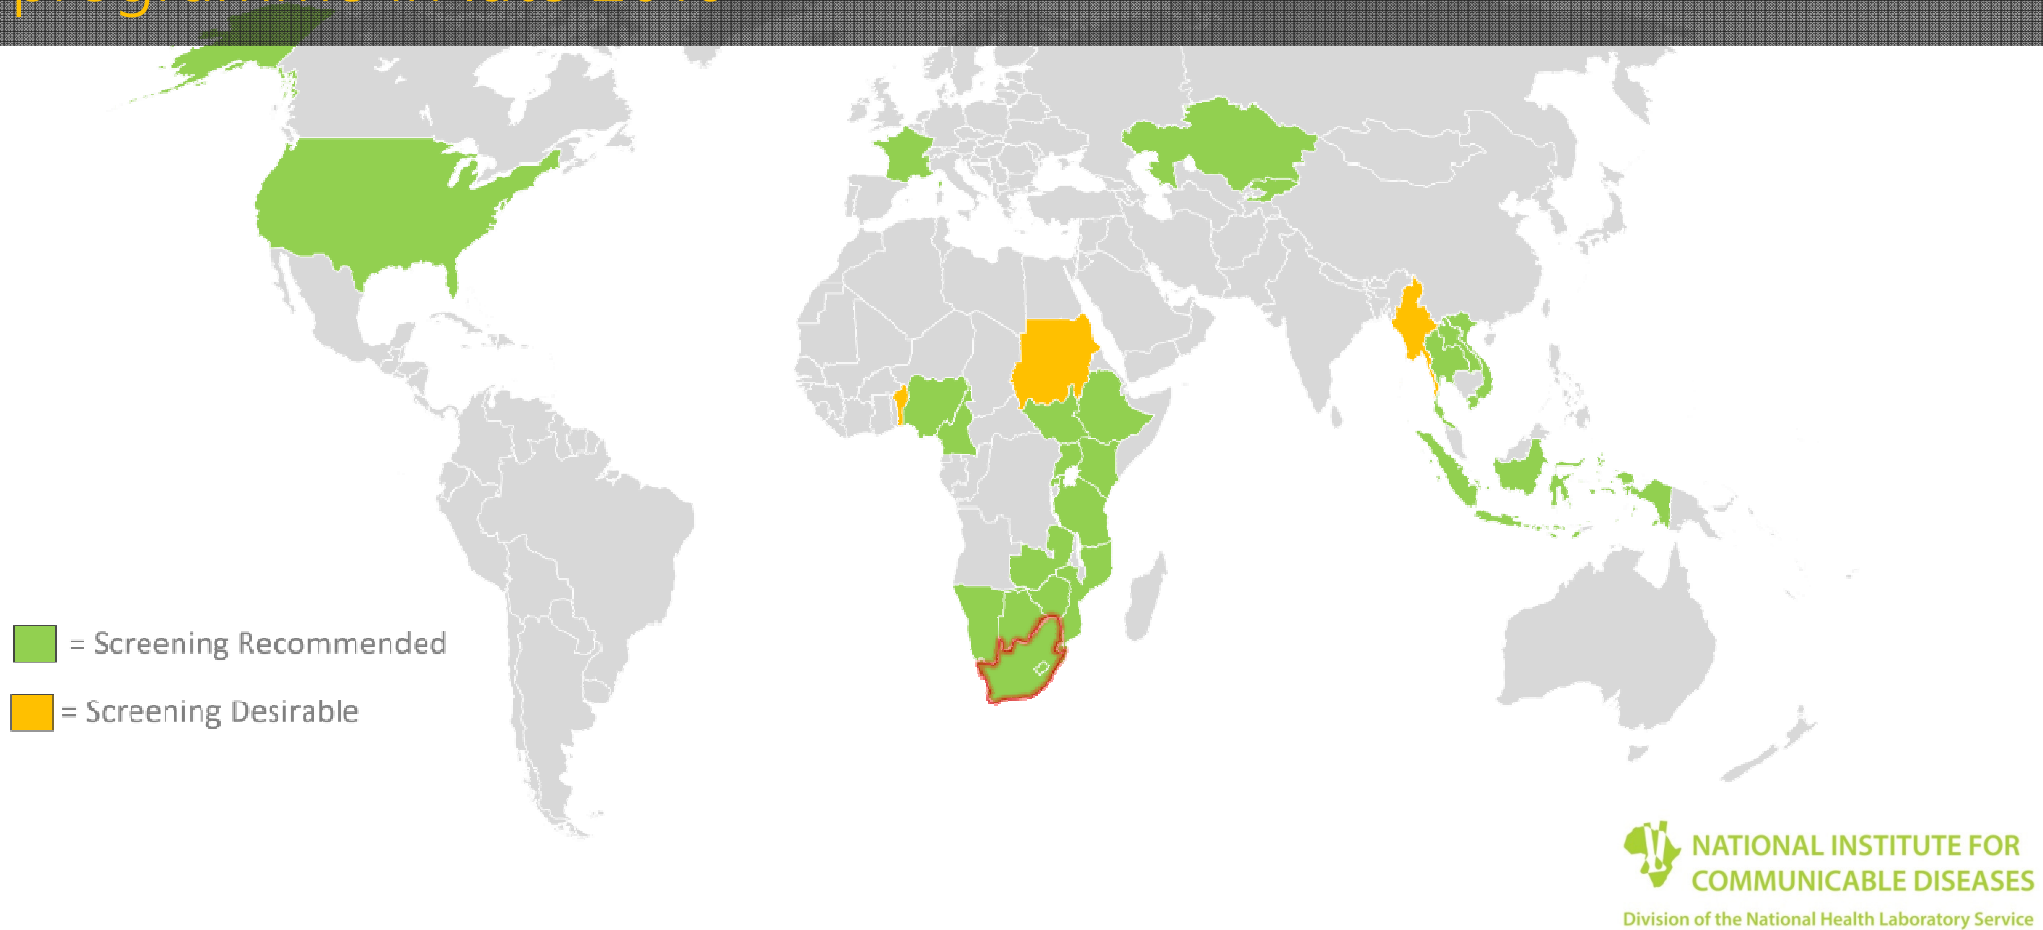 = Screening Recommended
= Screening Desirable
NATIONAL INSTITUTE FOR
COMMUNICABLE DISEASES
Division of the National Health Laboratory Service